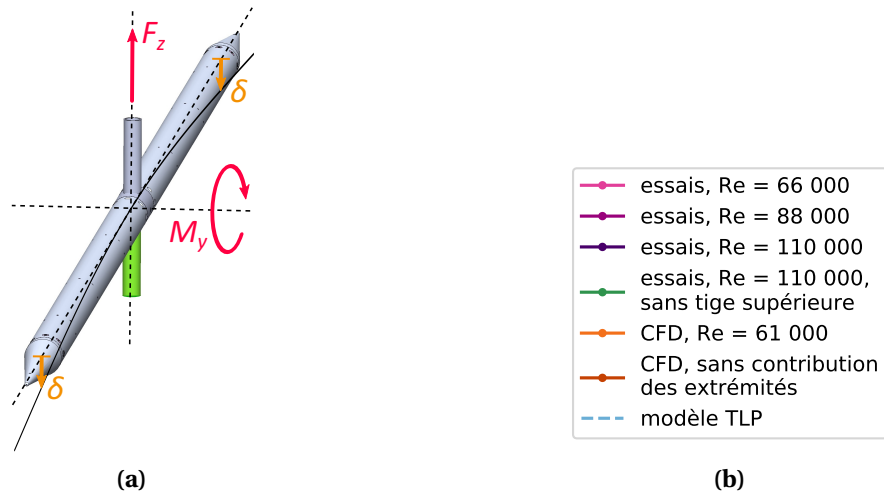 F_z
δ
M_y
δ
(a)
essais, Re = 66 000
essais, Re = 88 000
essais, Re = 110 000
essais, Re = 110 000,
sans tige supérieure
CFD, Re = 61 000
CFD, sans contribution
des extrémités
modèle TLP
(b)